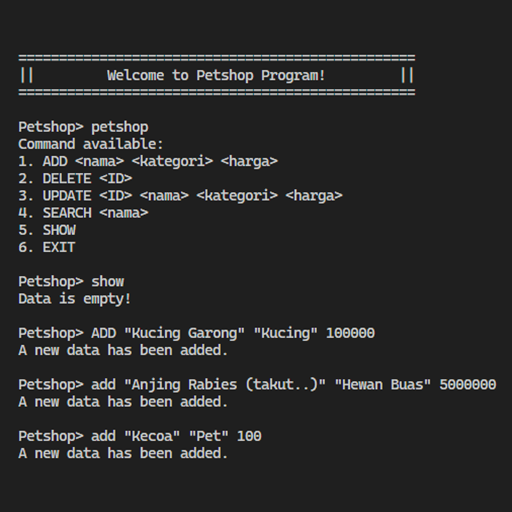 =================================================
||         Welcome to Petshop Program!         ||
=================================================
Petshop> petshop
Command available:
1. ADD <nama> <kategori> <harga>
2. DELETE <ID>
3. UPDATE <ID> <nama> <kategori> <harga>
4. SEARCH <nama>
5. SHOW
6. EXIT
Petshop> show
Data is empty!
Petshop> ADD "Kucing Garong" "Kucing" 100000
A new data has been added.
Petshop> add "Anjing Rabies (takut..)" "Hewan Buas" 5000000
A new data has been added.
Petshop> add "Kecoa" "Pet" 100
A new data has been added.